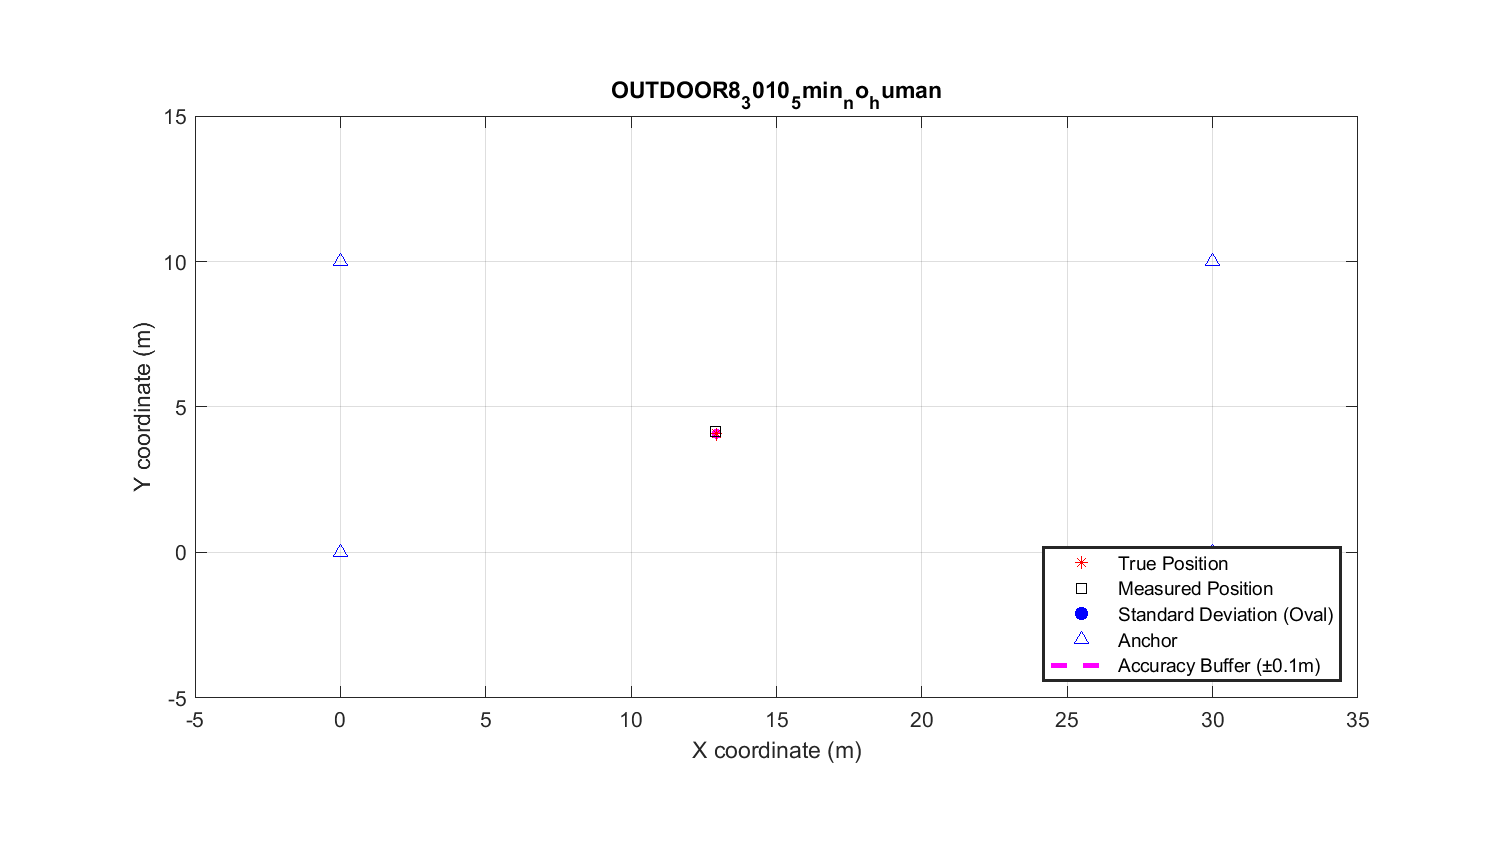 OUTDOOR8₃010₅minₙoₕuman
15
10
5
0
-5
-5 0 5 10 15 20 25 30 35
Y coordinate (m)
X coordinate (m)
True Position
Measured Position
Standard Deviation (Oval)
Anchor
Accuracy Buffer (±0.1m)